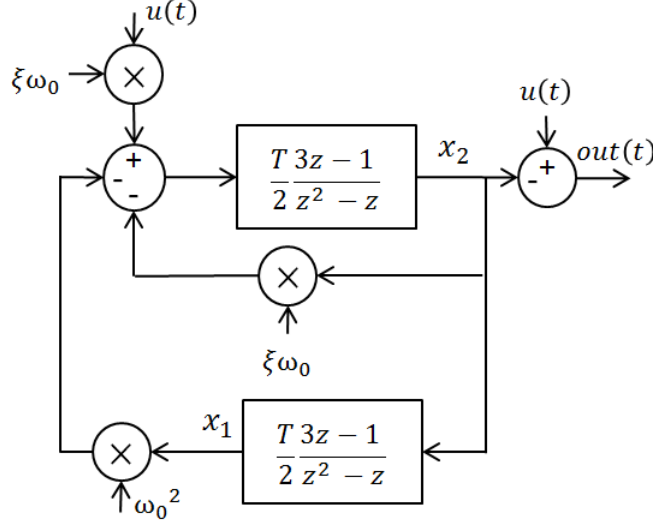 u(t)
ξω₀
×
+
-
-
T/2 (3z − 1)/(z² − z)
x₂
u(t)
+
-
out(t)
×
ξω₀
x₁
T/2 (3z − 1)/(z² − z)
×
ω₀²